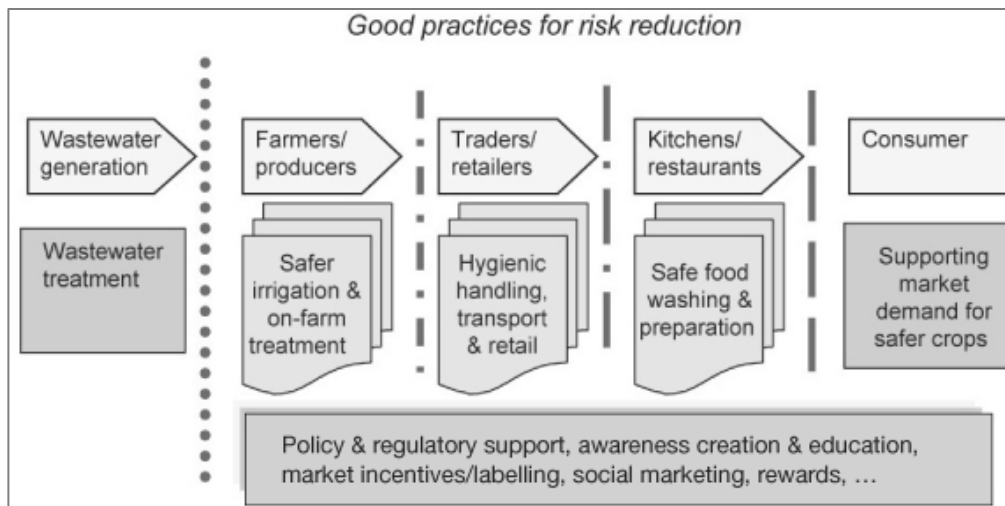 Good practices for risk reduction
Wastewater
generation
Farmers/
producers
Traders/
retailers
Kitchens/
restaurants
Consumer
Wastewater
treatment
Safer
irrigation &
on-farm
treatment
Hygienic
handling,
transport
& retail
Safe food
washing &
preparation
Supporting
market
demand for
safer crops
Policy & regulatory support, awareness creation & education,
market incentives/labelling, social marketing, rewards, …